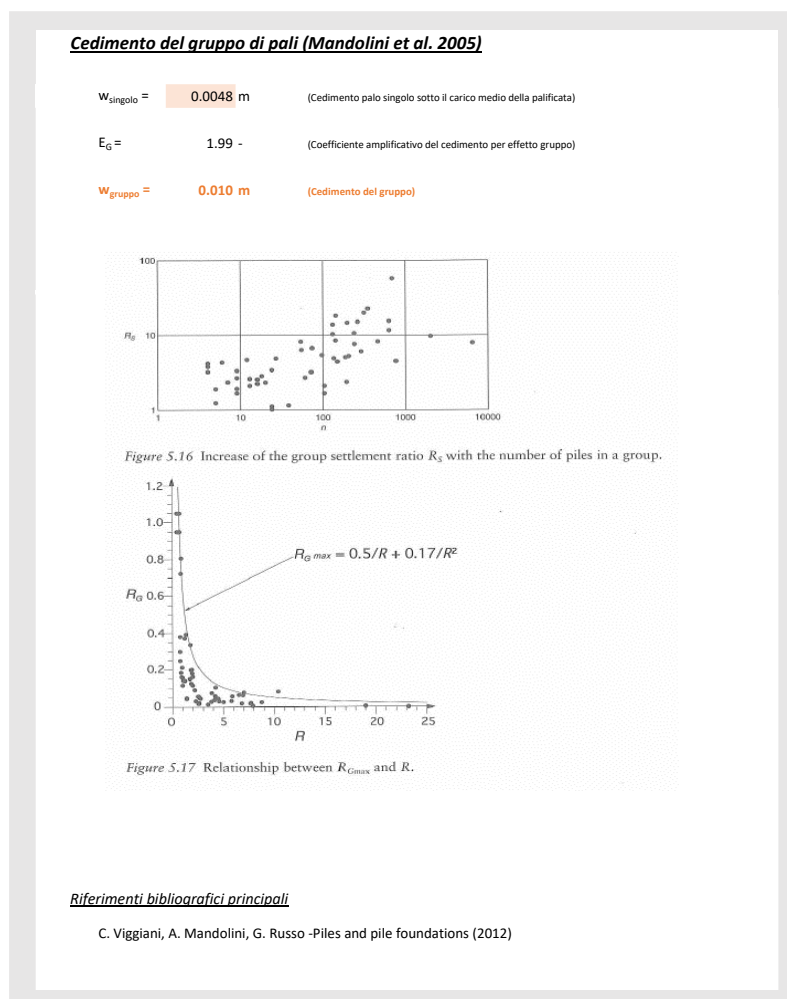 Cedimento del gruppo di pali (Mandolini et al. 2005)
wsingolo = 0.0048 m (Cedimento palo singolo sotto il carico medio della palificata)
EG = 1.99 - (Coefficiente amplificativo del cedimento per effetto gruppo)
wgruppo = 0.010 m (Cedimento del gruppo)
100
RS 10
1
1 10 100 1000 10000
n
Figure 5.16 Increase of the group settlement ratio RS with the number of piles in a group.
1.2
1.0
0.8
RG max = 0.5/R + 0.17/R²
RG 0.6
0.4
0.2
0
0 5 10 15 20 25
R
Figure 5.17 Relationship between RGmax and R.
Riferimenti bibliografici principali
C. Viggiani, A. Mandolini, G. Russo -Piles and pile foundations (2012)